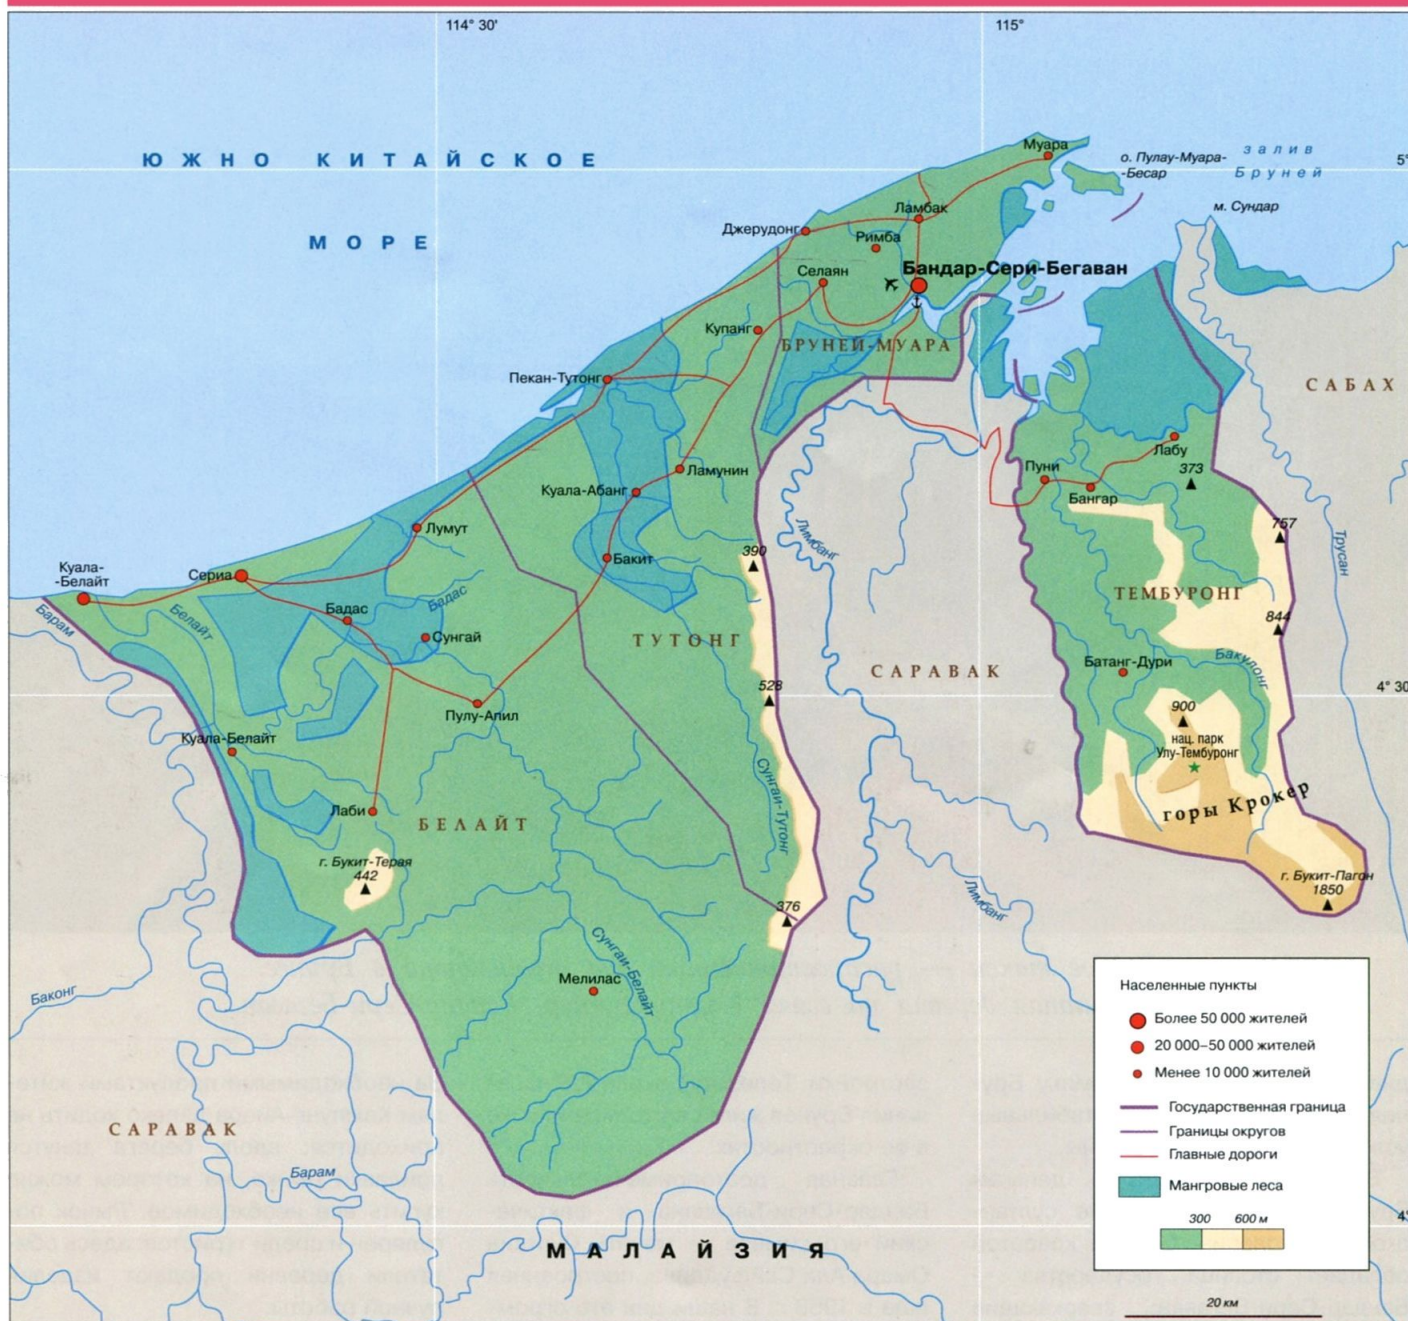 114° 30'
115°
ЮЖНО КИТАЙСКОЕ
МОРЕ
Муара
о. Пулау-Муара-
-Бесар
залив
Бруней
5°
м. Сундар
Ламбак
Джерудонг
Римба
Селаян
Бандар-Сери-Бегаван
Купанг
БРУНЕЙ-МУАРА
Пекан-Тутонг
САБАХ
Лабу
373
Ламунин
Пуни
Бангар
Куала-Абанг
Лумут
757
Лимбанг
Трусан
390
Бакит
Куала-
-Белайт
Сериа
Барам
Белайт
Бадас
Бадас
Сунгай
ТЕМБУРОНГ
844
ТУТОНГ
САРАВАК
Бакулонг
Батанг-Дури
528
4° 30
900
Пулу-Апил
Куала-Белайт
нац. парк
Улу-Тембуронг
Сунгаи-Тутонг
горы Крокер
Лаби
БЕЛАЙТ
г. Букит-Терая
442
г. Букит-Пагон
1850
Лимбанг
376
Сунгаи-Белайт
Мелилас
Баконг
САРАВАК
Барам
МАЛАЙЗИЯ
4°
Населенные пункты
Более 50 000 жителей
20 000–50 000 жителей
Менее 10 000 жителей
Государственная граница
Границы округов
Главные дороги
Мангровые леса
300 600 м
20 км